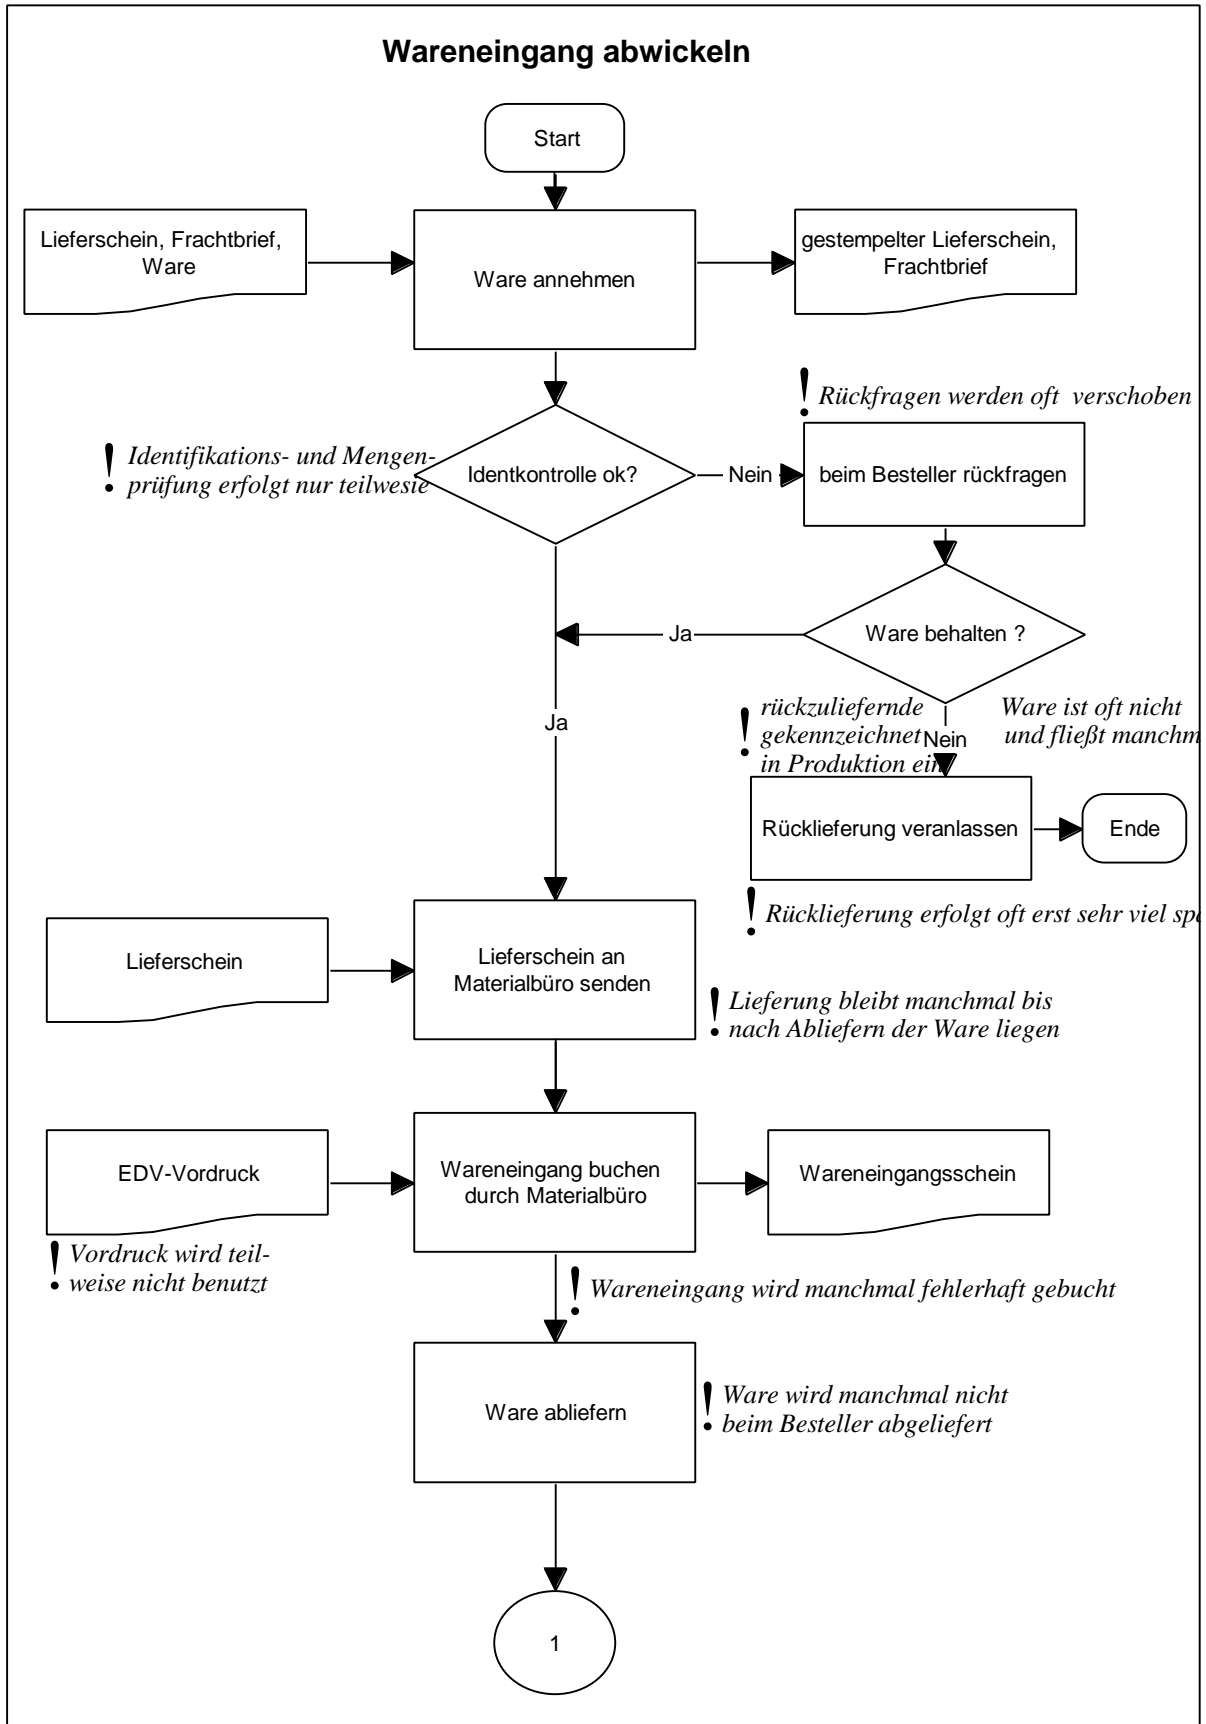 Wareneingang abwickeln
Start
Lieferschein, Frachtbrief,
Ware
Ware annehmen
gestempelter Lieferschein,
Frachtbrief
! Rückfragen werden oft verschoben
! Identifikations- und Mengen-
prüfung erfolgt nur teilwesie
Identkontrolle ok?
Nein
beim Besteller rückfragen
Ja
Ware behalten ?
Ja
! rückzuliefernde Ware ist oft nicht
gekennzeichnet und fließt manchm
in Produktion ein
Nein
Rücklieferung veranlassen
Ende
! Rücklieferung erfolgt oft erst sehr viel spä
Lieferschein
Lieferschein an
Materialbüro senden
! Lieferung bleibt manchmal bis
nach Abliefern der Ware liegen
EDV-Vordruck
Wareneingang buchen
durch Materialbüro
Wareneingangsschein
! Vordruck wird teil-
weise nicht benutzt
! Wareneingang wird manchmal fehlerhaft gebucht
Ware abliefern
! Ware wird manchmal nicht
beim Besteller abgeliefert
1